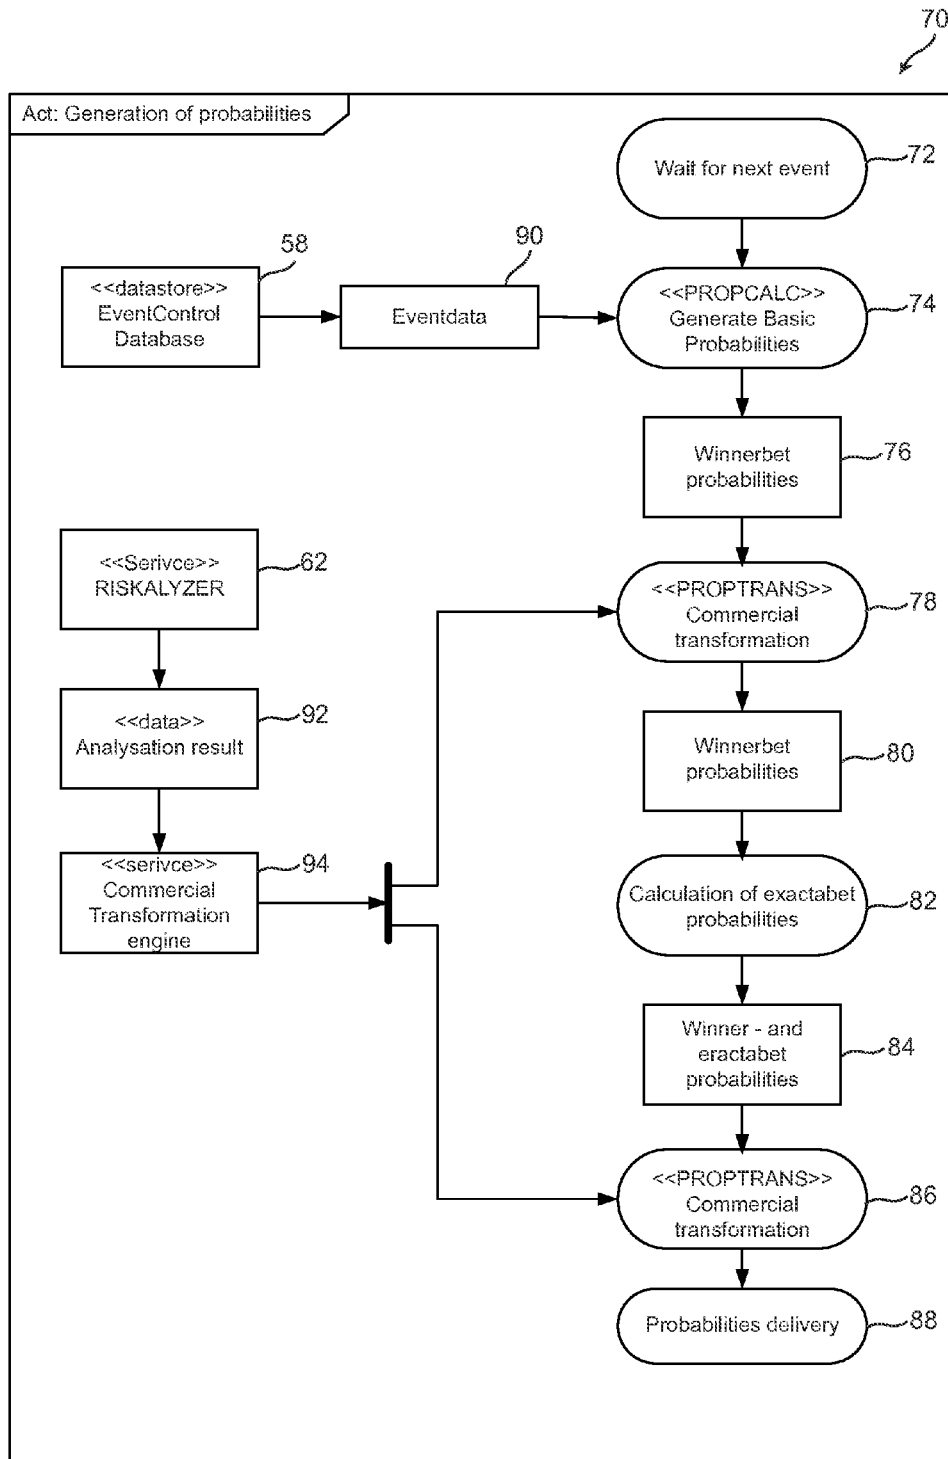 70
Act: Generation of probabilities
Wait for next event
72
<<datastore>>
EventControl
Database
58
Eventdata
90
<<PROPCALC>>
Generate Basic
Probabilities
74
Winnerbet
probabilities
76
<<Serivce>>
RISKALYZER
62
<<PROPTRANS>>
Commercial
transformation
78
<<data>>
Analysation result
92
Winnerbet
probabilities
80
<<serivce>>
Commercial
Transformation
engine
94
Calculation of exactabet
probabilities
82
Winner - and
eractabet
probabilities
84
<<PROPTRANS>>
Commercial
transformation
86
Probabilities delivery
88